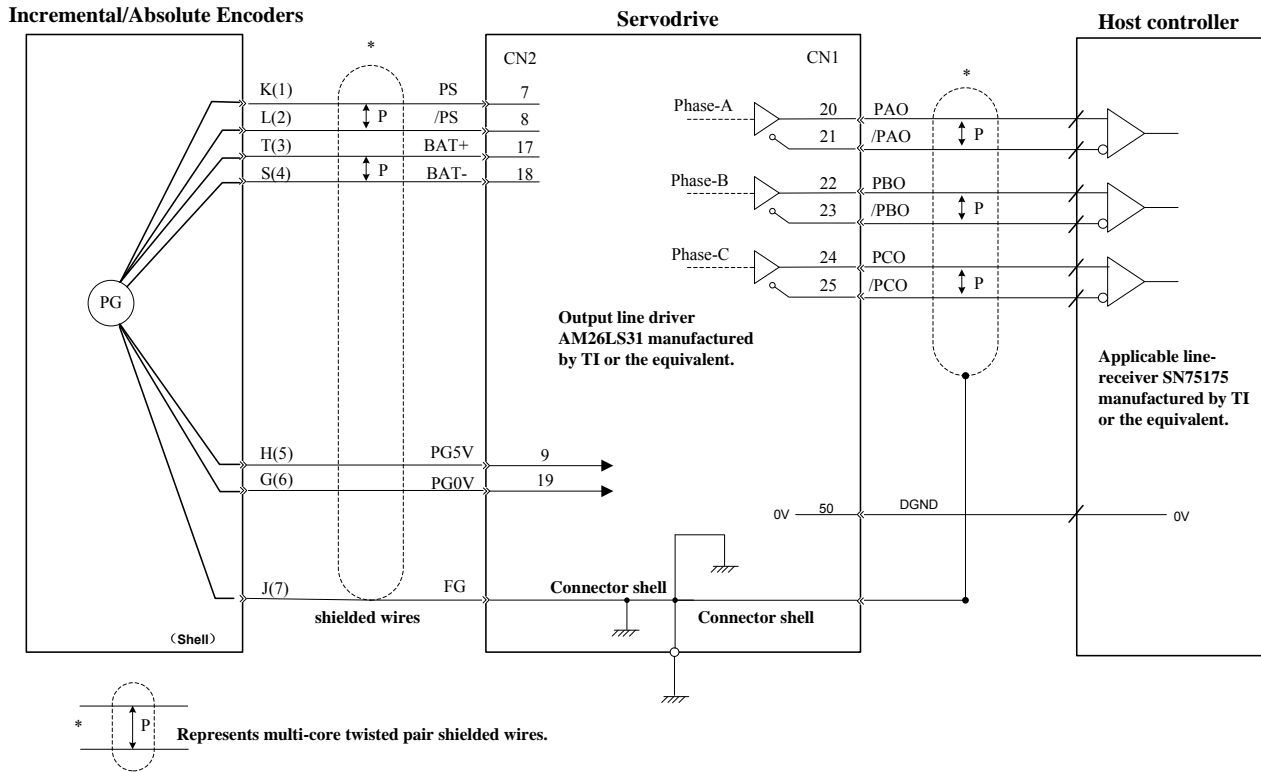 Incremental/Absolute Encoders
Servodrive
Host controller
*
CN2
CN1
*
K(1) PS 7
L(2) /PS 8
P
T(3) BAT+ 17
S(4) BAT- 18
P
Phase-A
20 PAO
21 /PAO
P
Phase-B
22 PBO
23 /PBO
P
Phase-C
24 PCO
25 /PCO
P
PG
Output line driver
AM26LS31 manufactured
by TI or the equivalent.
Applicable line-
receiver SN75175
manufactured by TI
or the equivalent.
H(5) PG5V 9
G(6) PG0V 19
0V 50 DGND 0V
J(7) FG
Connector shell
Connector shell
shielded wires
（Shell）
* P Represents multi-core twisted pair shielded wires.